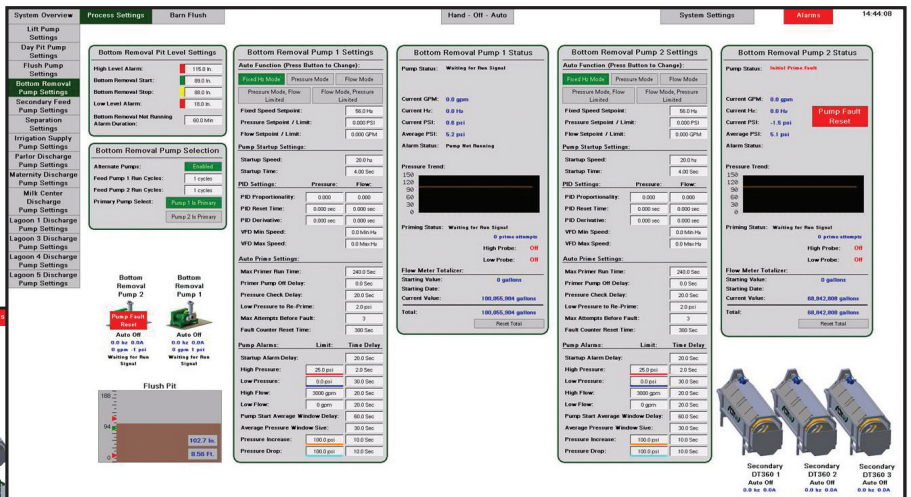 System Overview
Process Settings
Barn Flush
Hand - Off - Auto
System Settings
Alarms
14:44:08
Lift Pump
Settings
Day Pit Pump
Settings
Flush Pump
Settings
Bottom Removal
Pump Settings
Secondary Feed
Pump Settings
Separation
Settings
Irrigation Supply
Pump Settings
Parlor Discharge
Pump Settings
Maternity Discharge
Pump Settings
Milk Center
Discharge
Pump Settings
Lagoon 1 Discharge
Pump Settings
Lagoon 3 Discharge
Pump Settings
Lagoon 4 Discharge
Pump Settings
Lagoon 5 Discharge
Pump Settings
Bottom Removal Pit Level Settings
High Level Alarm: 115.0 In.
Bottom Removal Start: 89.0 In.
Bottom Removal Stop: 88.0 In.
Low Level Alarm: 10.0 In.
Bottom Removal Not Running
Alarm Duration: 60.0 Min
Bottom Removal Pump Selection
Alternate Pumps: Enabled
Feed Pump 1 Run Cycles: 1 cycles
Feed Pump 2 Run Cycles: 1 cycles
Primary Pump Select: Pump 1 Is Primary
Pump 2 Is Primary
Bottom
Removal
Pump 2
Pump Fault
Reset
Auto Off
0.0 hz 0.0A
0 gpm -1 psi
Waiting for Run
Signal
Bottom
Removal
Pump 1
Auto Off
0.0 hz 0.0A
0 gpm 1 psi
Waiting for Run
Signal
Flush Pit
188
94
0
102.7 In.
8.56 Ft.
Bottom Removal Pump 1 Settings
Auto Function (Press Button to Change):
Fixed Hz Mode
Pressure Mode
Flow Mode
Pressure Mode, Flow
Limited
Flow Mode, Pressure
Limited
Fixed Speed Setpoint: 56.0 Hz
Pressure Setpoint / Limit: 0.000 PSI
Flow Setpoint / Limit: 0.000 GPM
Pump Startup Settings:
Startup Speed: 20.0 hz
Startup Time: 4.00 Sec
PID Settings: Pressure: Flow:
PID Proportionality: 0.000 0.000
PID Reset Time: 0.000 sec 0.000 sec
PID Derivative: 0.000 sec 0.000 sec
VFD Min Speed: 0.0 Min Hz
VFD Max Speed: 0.0 Max Hz
Auto Prime Settings:
Max Primer Run Time: 240.0 Sec
Primer Pump Off Delay: 0.0 Sec
Pressure Check Delay: 20.0 Sec
Low Pressure to Re-Prime: 2.0 psi
Max Attempts Before Fault: 3
Fault Counter Reset Time: 300 Sec
Pump Alarms: Limit: Time Delay
Startup Alarm Delay: 20.0 Sec
High Pressure: 25.0 psi 2.0 Sec
Low Pressure: 0.0 psi 30.0 Sec
High Flow: 3000 gpm 20.0 Sec
Low Flow: 0 gpm 20.0 Sec
Pump Start Average Window Delay: 60.0 Sec
Average Pressure Window Size: 30.0 Sec
Pressure Increase: 100.0 psi 10.0 Sec
Pressure Drop: 100.0 psi 10.0 Sec
Bottom Removal Pump 1 Status
Pump Status: Waiting for Run Signal
Current GPM: 0.0 gpm
Current Hz: 0.0 Hz
Current PSI: 0.6 psi
Average PSI: 5.2 psi
Alarm Status: Pump Not Running
Pressure Trend:
150
120
90
60
30
0
Priming Status: Waiting for Run Signal
0 prime attempts
High Probe: Off
Low Probe: Off
Flow Meter Totalizer:
Starting Value: 0 gallons
Starting Date:
Current Value: 180,055,904 gallons
Total: 180,055,904 gallons
Reset Total
Bottom Removal Pump 2 Settings
Auto Function (Press Button to Change):
Fixed Hz Mode
Pressure Mode
Flow Mode
Pressure Mode, Flow
Limited
Flow Mode, Pressure
Limited
Fixed Speed Setpoint: 56.0 Hz
Pressure Setpoint / Limit: 0.000 PSI
Flow Setpoint / Limit: 0.000 GPM
Pump Startup Settings:
Startup Speed: 20.0 hz
Startup Time: 4.00 Sec
PID Settings: Pressure: Flow:
PID Proportionality: 0.000 0.000
PID Reset Time: 0.000 sec 0.000 sec
PID Derivative: 0.000 sec 0.000 sec
VFD Min Speed: 0.0 Min Hz
VFD Max Speed: 0.0 Max Hz
Auto Prime Settings:
Max Primer Run Time: 240.0 Sec
Primer Pump Off Delay: 0.0 Sec
Pressure Check Delay: 20.0 Sec
Low Pressure to Re-Prime: 2.0 psi
Max Attempts Before Fault: 3
Fault Counter Reset Time: 300 Sec
Pump Alarms: Limit: Time Delay
Startup Alarm Delay: 20.0 Sec
High Pressure: 25.0 psi 2.0 Sec
Low Pressure: 0.0 psi 30.0 Sec
High Flow: 3000 gpm 20.0 Sec
Low Flow: 0 gpm 20.0 Sec
Pump Start Average Window Delay: 60.0 Sec
Average Pressure Window Size: 30.0 Sec
Pressure Increase: 100.0 psi 10.0 Sec
Pressure Drop: 100.0 psi 10.0 Sec
Bottom Removal Pump 2 Status
Pump Status: Initial Prime Fault
Current GPM: 0.0 gpm
Current Hz: 0.0 Hz
Current PSI: -1.5 psi
Average PSI: 5.1 psi
Pump Fault
Reset
Alarm Status:
Pressure Trend:
150
120
90
60
30
0
Priming Status: Waiting for Run Signal
0 prime attempts
High Probe: Off
Low Probe: Off
Flow Meter Totalizer:
Starting Value: 0 gallons
Starting Date:
Current Value: 68,842,808 gallons
Total: 68,842,808 gallons
Reset Total
Secondary
DT360 1
Auto Off
0.0 hz 0.0A
Secondary
DT360 2
Auto Off
0.0 hz 0.0A
Secondary
DT360 3
Auto Off
0.0 hz 0.0A